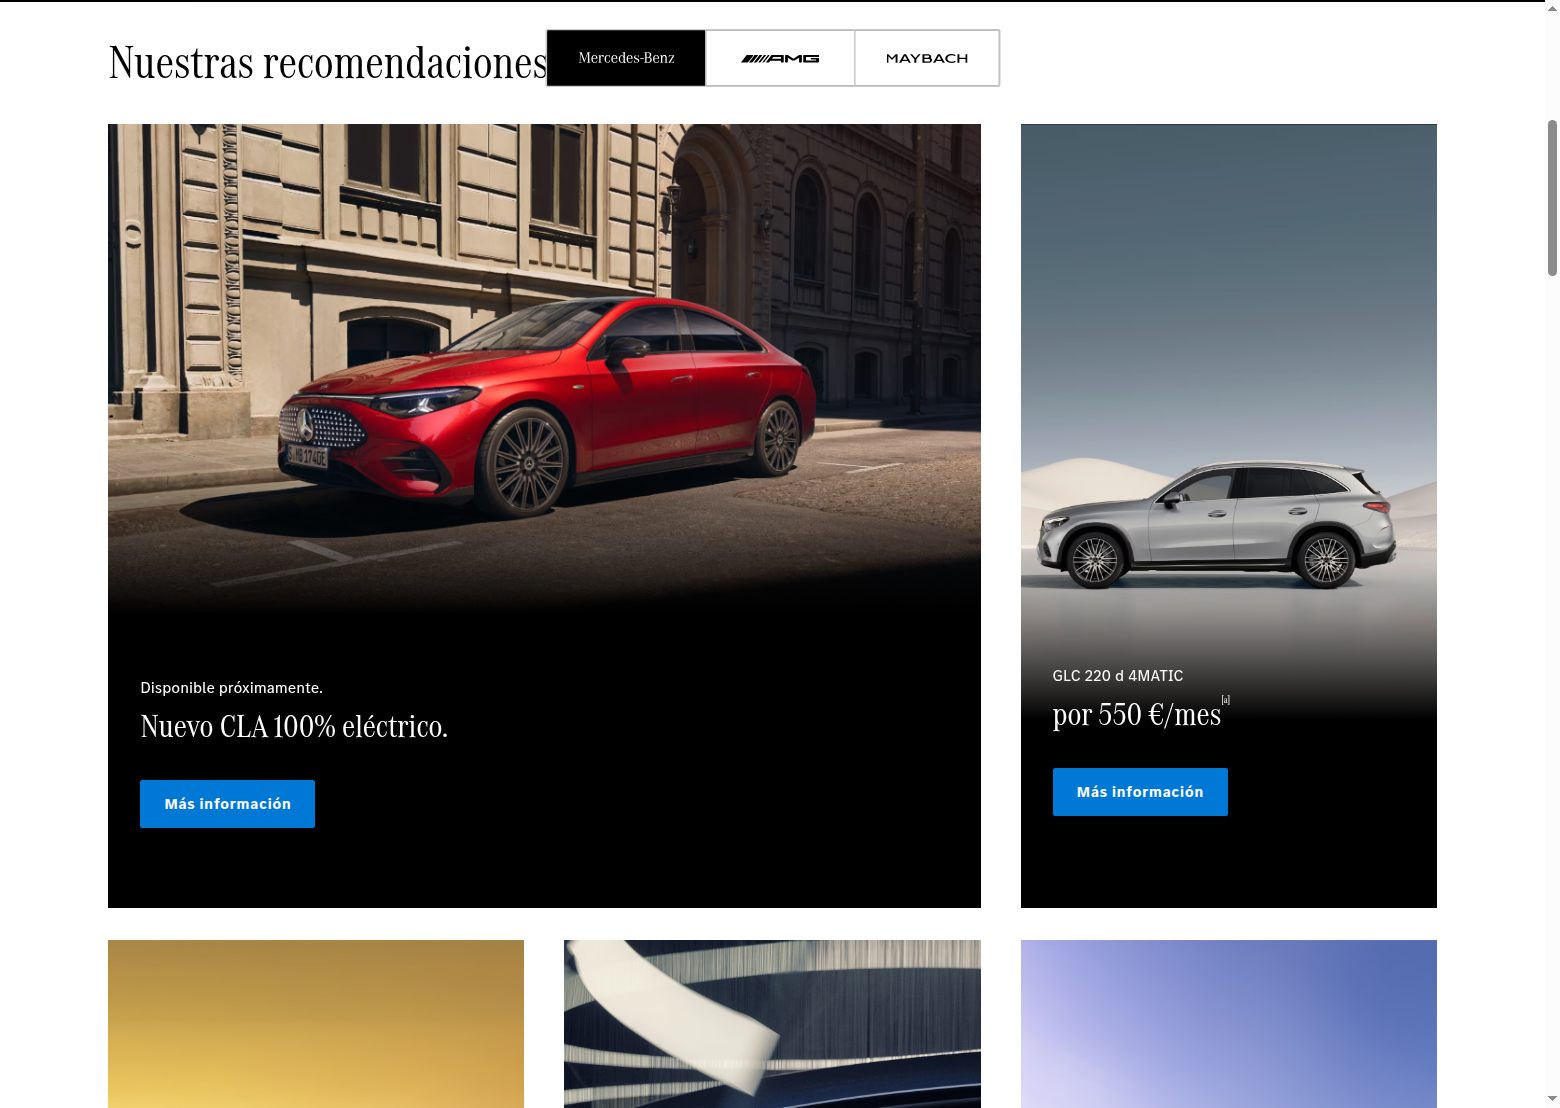 Nuestras recomendaciones
Mercedes-Benz
AMG
MAYBACH
S MB 1740E
Disponible próximamente.
Nuevo CLA 100% eléctrico.
Más información
GLC 220 d 4MATIC
por 550 €/mes[a]
Más información